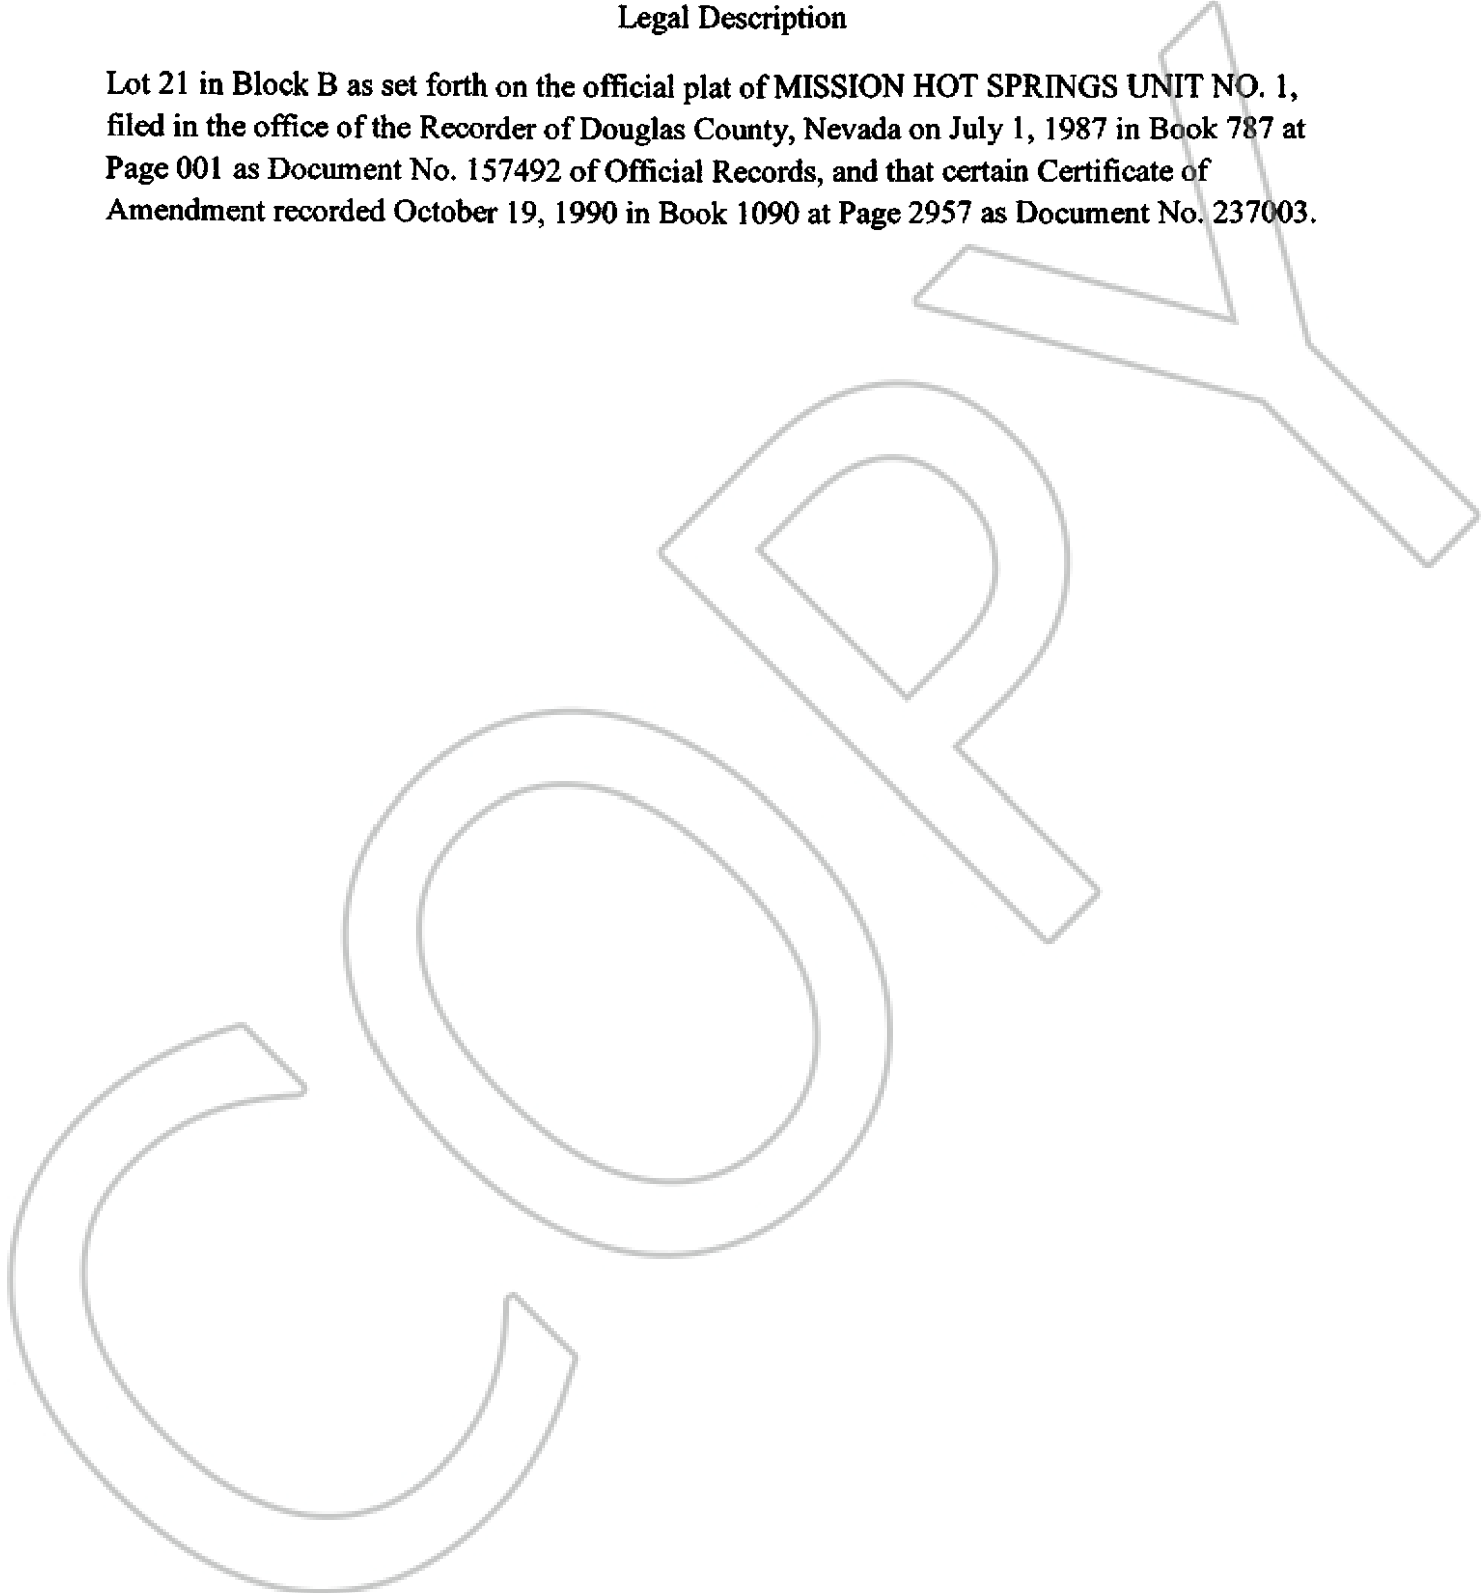 Legal Description
Lot 21 in Block B as set forth on the official plat of MISSION HOT SPRINGS UNIT NO. 1,
filed in the office of the Recorder of Douglas County, Nevada on July 1, 1987 in Book 787 at
Page 001 as Document No. 157492 of Official Records, and that certain Certificate of
Amendment recorded October 19, 1990 in Book 1090 at Page 2957 as Document No. 237003.
COPY